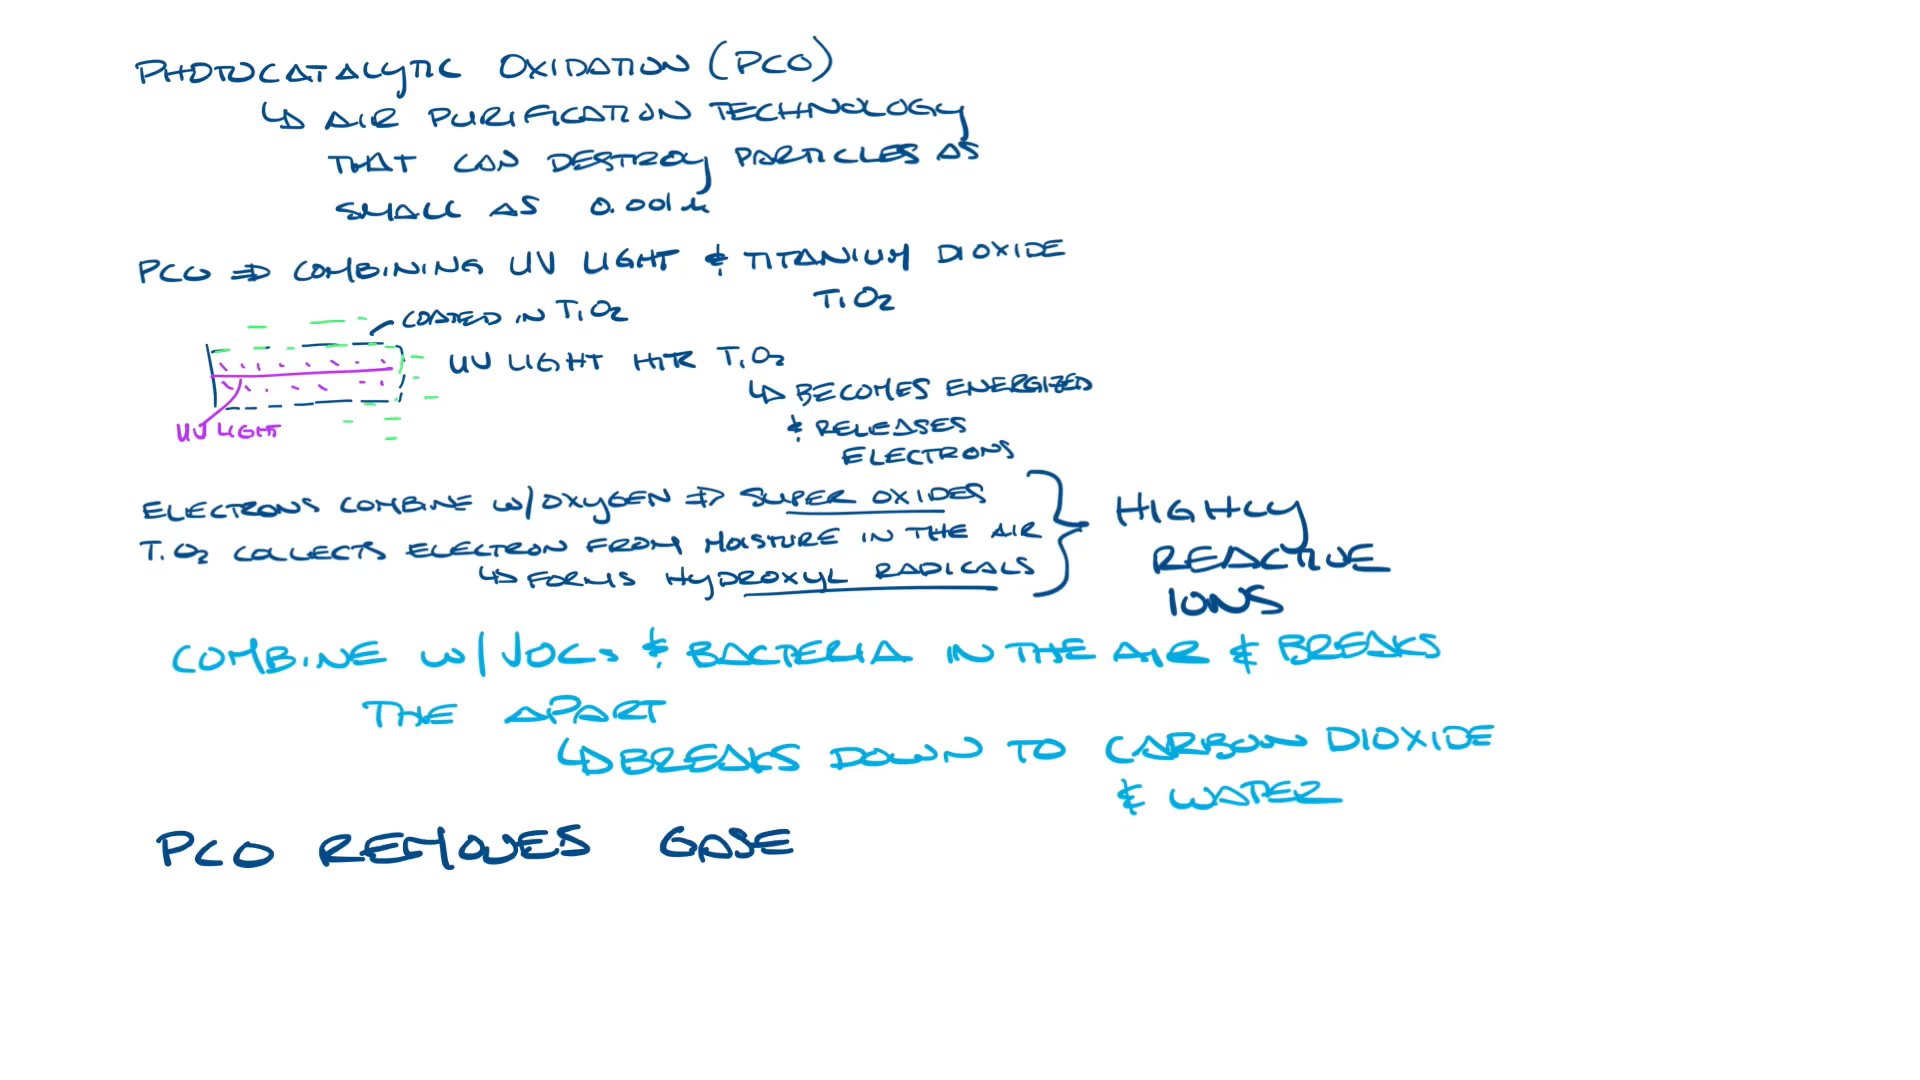 PHOTOCATALYTIC OXIDATION (PCO)
↳ AIR PURIFICATION TECHNOLOGY
THAT CAN DESTROY PARTICLES AS
SMALL AS 0.001 μ
PCO ⇒ COMBINING UV LIGHT & TITANIUM DIOXIDE
TiO2
COATED IN TiO2
UV LIGHT HITS TiO2
↳ BECOMES ENERGIZED
& RELEASES
ELECTRONS
UV LIGHT
ELECTRONS COMBINE W/ OXYGEN ⇒ SUPER OXIDES
TiO2 COLLECTS ELECTRON FROM MOISTURE IN THE AIR
↳ FORMS HYDROXYL RADICALS
HIGHLY
REACTIVE
IONS
COMBINE W/ VOCs & BACTERIA IN THE AIR & BREAKS
THE APART
↳ BREAKS DOWN TO CARBON DIOXIDE
& WATER
PCO REMOVES GASE